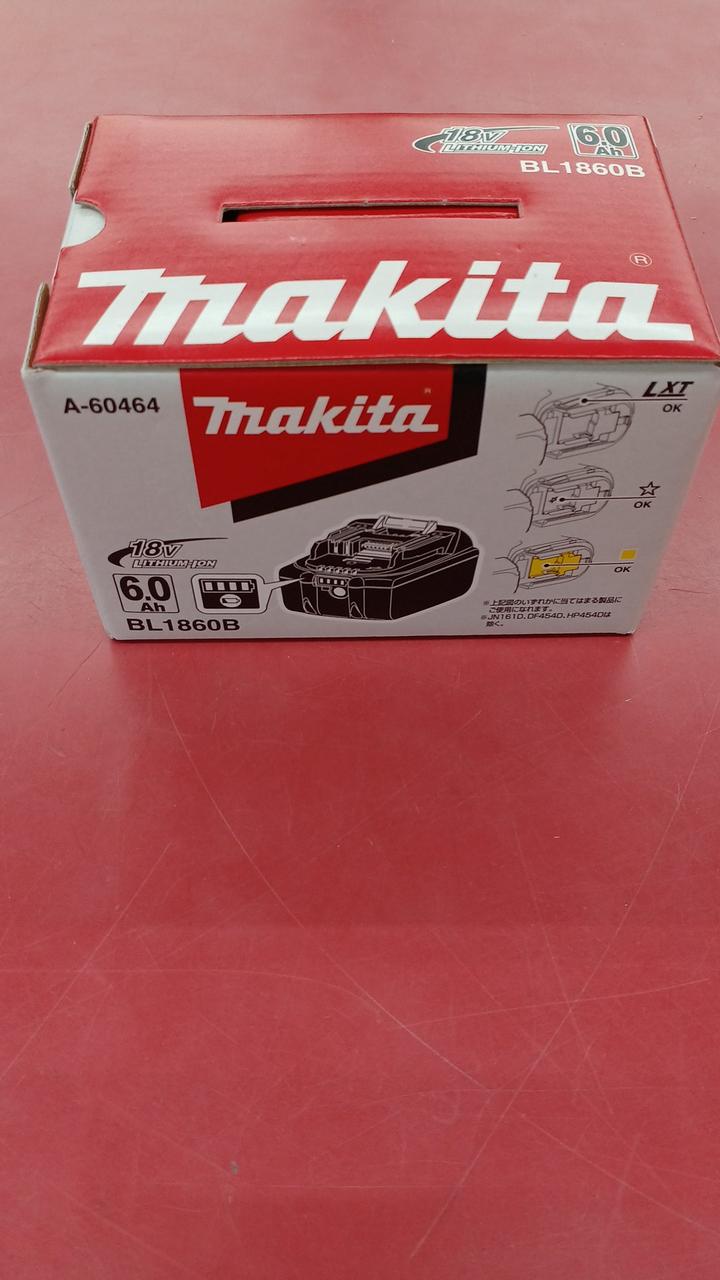 18V
LITHIUM-ION
6.0
Ah
BL1860B
makita®
A-60464
makita®
LXT
OK
☆
OK
OK
18V
LITHIUM-ION
6.0
Ah
BL1860B
※上記図のいずれかに当てはまる製品に
ご使用になれます。
※JN161D、DF454D、HP454Dは
除く。